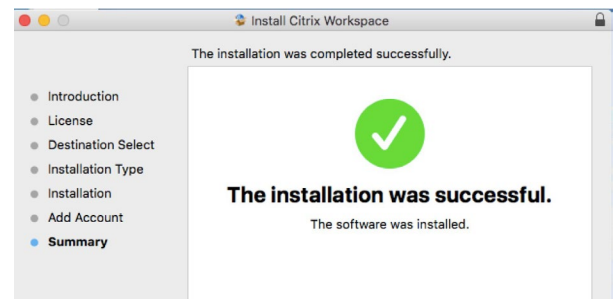 Install Citrix Workspace
The installation was completed successfully.
Introduction
License
Destination Select
Installation Type
Installation
Add Account
Summary
The installation was successful.
The software was installed.